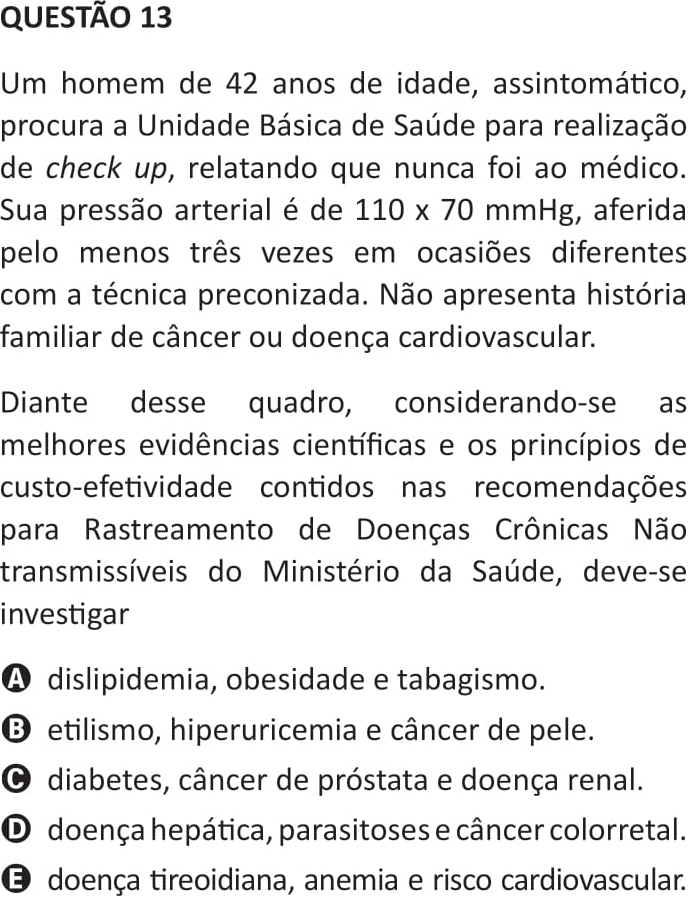 QUESTÃO 13
Um homem de 42 anos de idade, assintomático,
procura a Unidade Básica de Saúde para realização
de check up, relatando que nunca foi ao médico.
Sua pressão arterial é de 110 x 70 mmHg, aferida
pelo menos três vezes em ocasiões diferentes
com a técnica preconizada. Não apresenta história
familiar de câncer ou doença cardiovascular.
Diante desse quadro, considerando-se as
melhores evidências científicas e os princípios de
custo-efetividade contidos nas recomendações
para Rastreamento de Doenças Crônicas Não
transmissíveis do Ministério da Saúde, deve-se
investigar
A dislipidemia, obesidade e tabagismo.
B etilismo, hiperuricemia e câncer de pele.
C diabetes, câncer de próstata e doença renal.
D doença hepática, parasitoses e câncer colorretal.
E doença tireoidiana, anemia e risco cardiovascular.